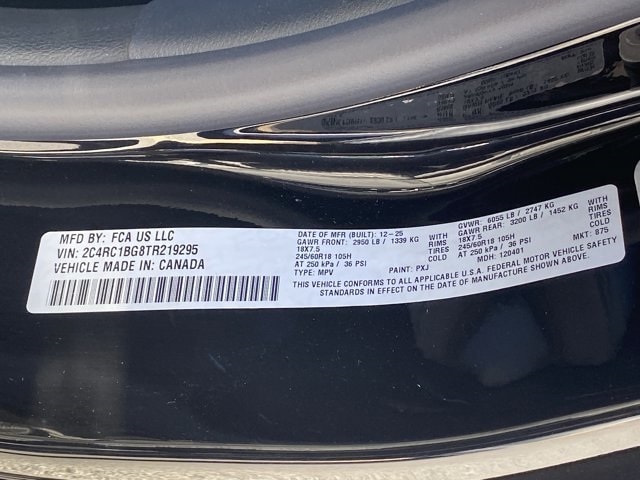 MFD BY: FCA US LLC
VIN: 2C4RC1BG8TR219295
VEHICLE MADE IN: CANADA
DATE OF MFR (BUILT): 12-25
GAWR FRONT: 2950 LB / 1339 KG WITH
18X7.5 RIMS
245/60R18 105H TIRES
AT 250 kPa / 36 PSI COLD
TYPE: MPV PAINT: PXJ
GVWR: 6055 LB / 2747 KG
GAWR REAR: 3200 LB / 1452 KG WITH
18X7.5 RIMS
245/60R18 105H TIRES
AT 250 kPa / 36 PSI COLD
MDH: 120401 MKT: 875
THIS VEHICLE CONFORMS TO ALL APPLICABLE U.S.A. FEDERAL MOTOR VEHICLE SAFETY
STANDARDS IN EFFECT ON THE DATE OF MANUFACTURE SHOWN ABOVE.